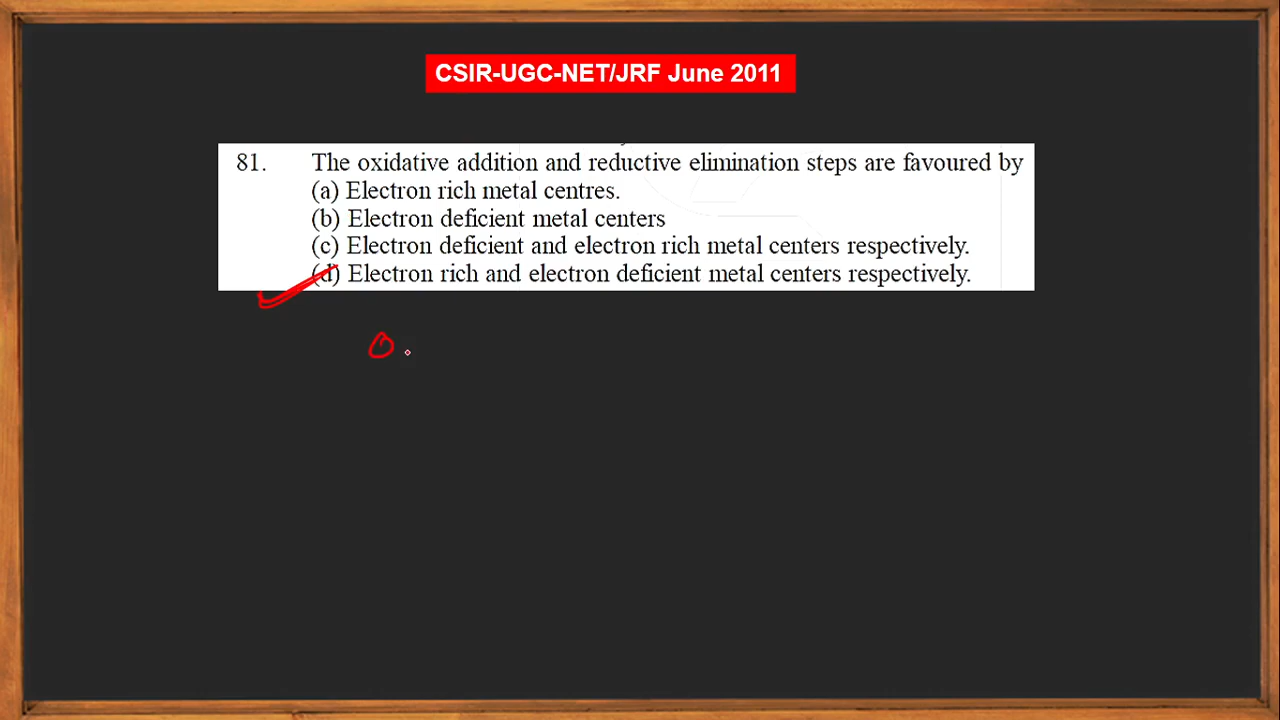 CSIR-UGC-NET/JRF June 2011
81. The oxidative addition and reductive elimination steps are favoured by
(a) Electron rich metal centres.
(b) Electron deficient metal centers
(c) Electron deficient and electron rich metal centers respectively.
(d) Electron rich and electron deficient metal centers respectively.
O